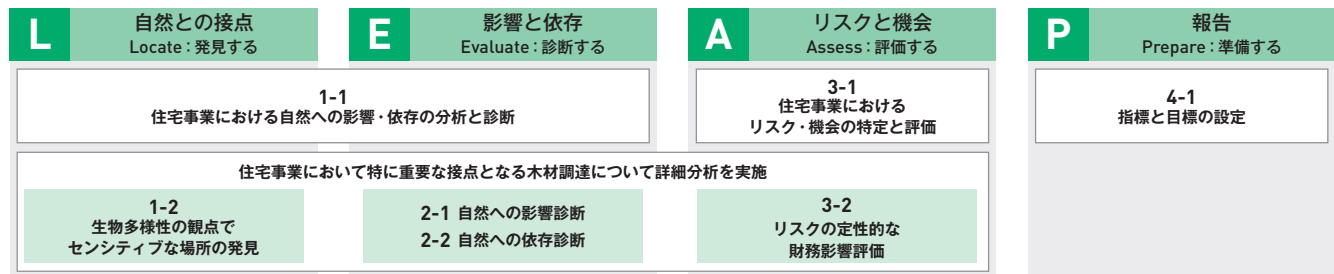 L
自然との接点
Locate:発見する
E
影響と依存
Evaluate:診断する
A
リスクと機会
Assess:評価する
P
報告
Prepare:準備する
1-1
住宅事業における自然への影響・依存の分析と診断
3-1
住宅事業における
リスク・機会の特定と評価
4-1
指標と目標の設定
住宅事業において特に重要な接点となる木材調達について詳細分析を実施
1-2
生物多様性の観点で
センシティブな場所の発見
2-1 自然への影響診断
2-2 自然への依存診断
3-2
リスクの定性的な
財務影響評価